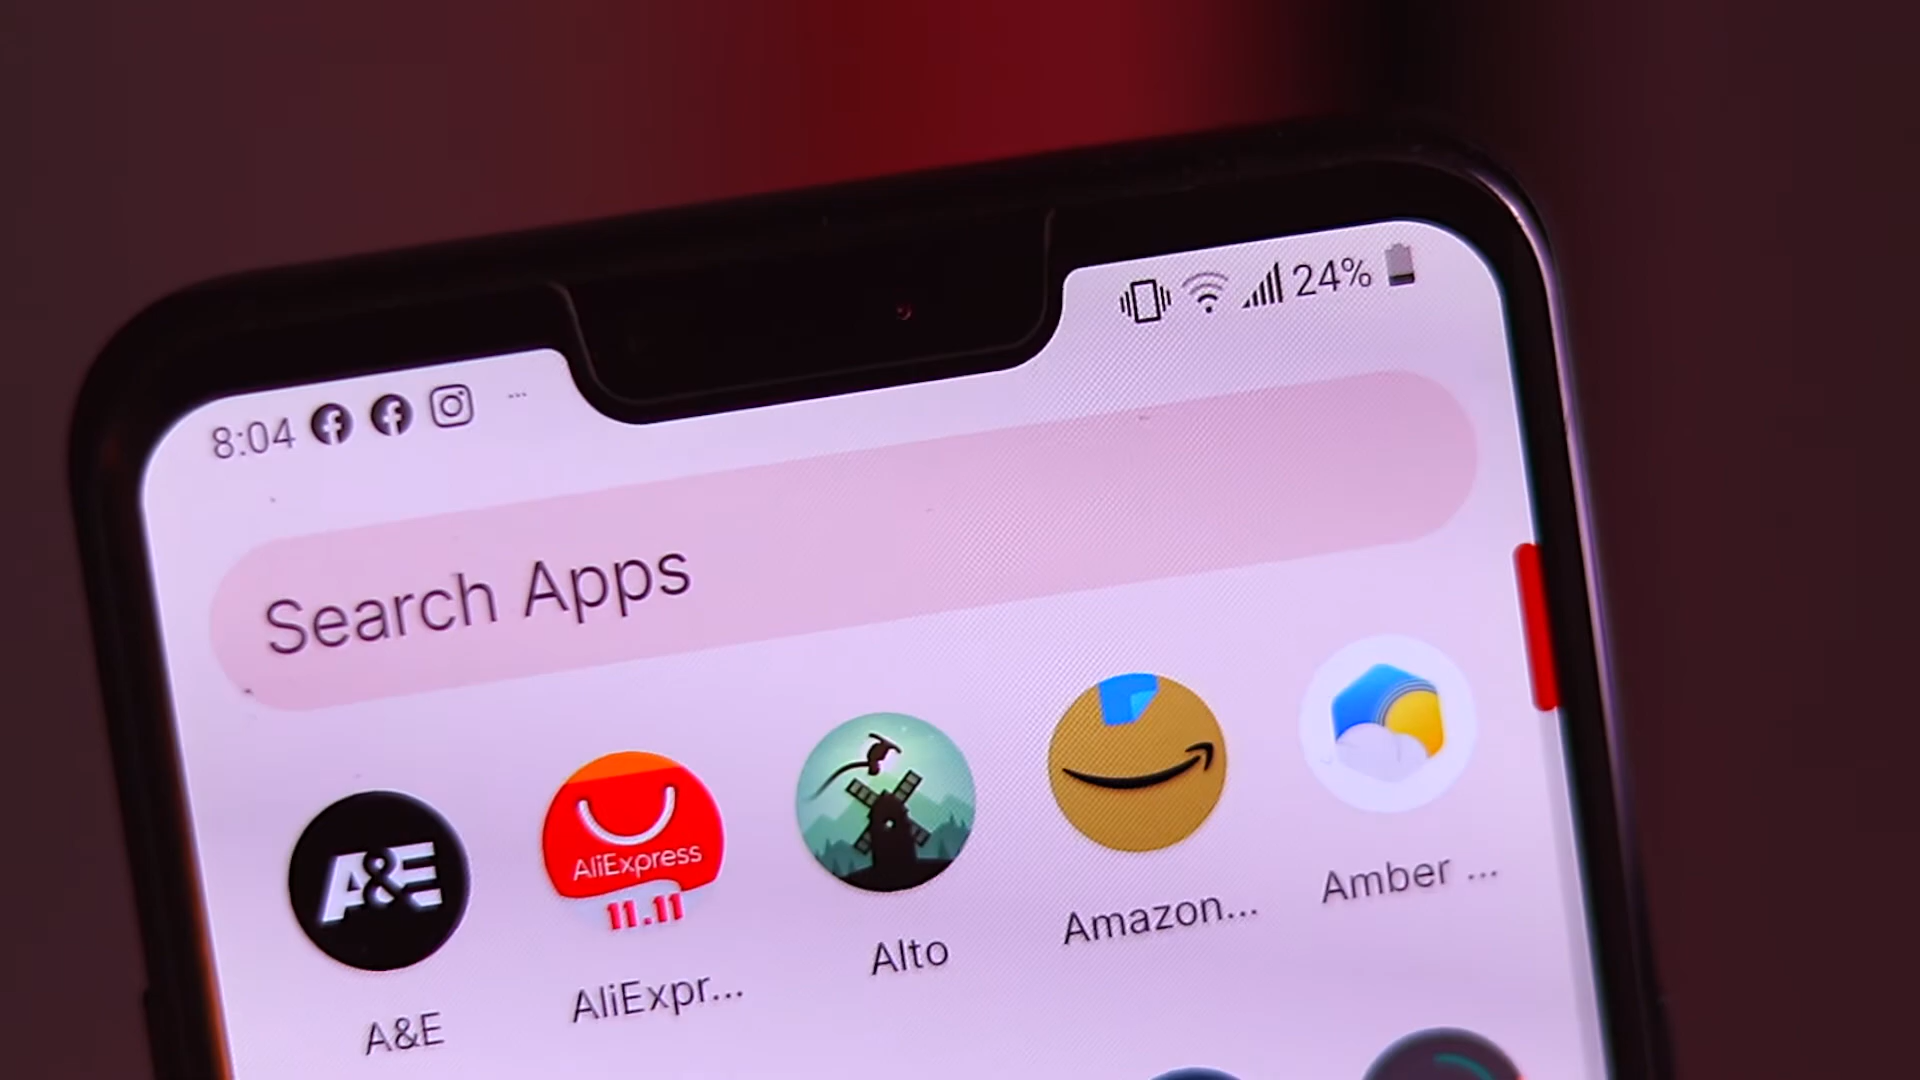 8:04 ... 24%
Search Apps
A&E
AliExpress
11.11
A&E
AliExpr...
Alto
Amazon...
Amber ...